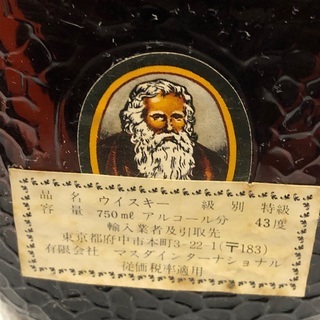 品名 ウイスキー 級別 特級
容量 750mℓ アルコール分 43度
輸入業者及引取先
東京都府中市本町3-22-1(〒183)
有限会社 マスダインターナショナル
従価税率適用